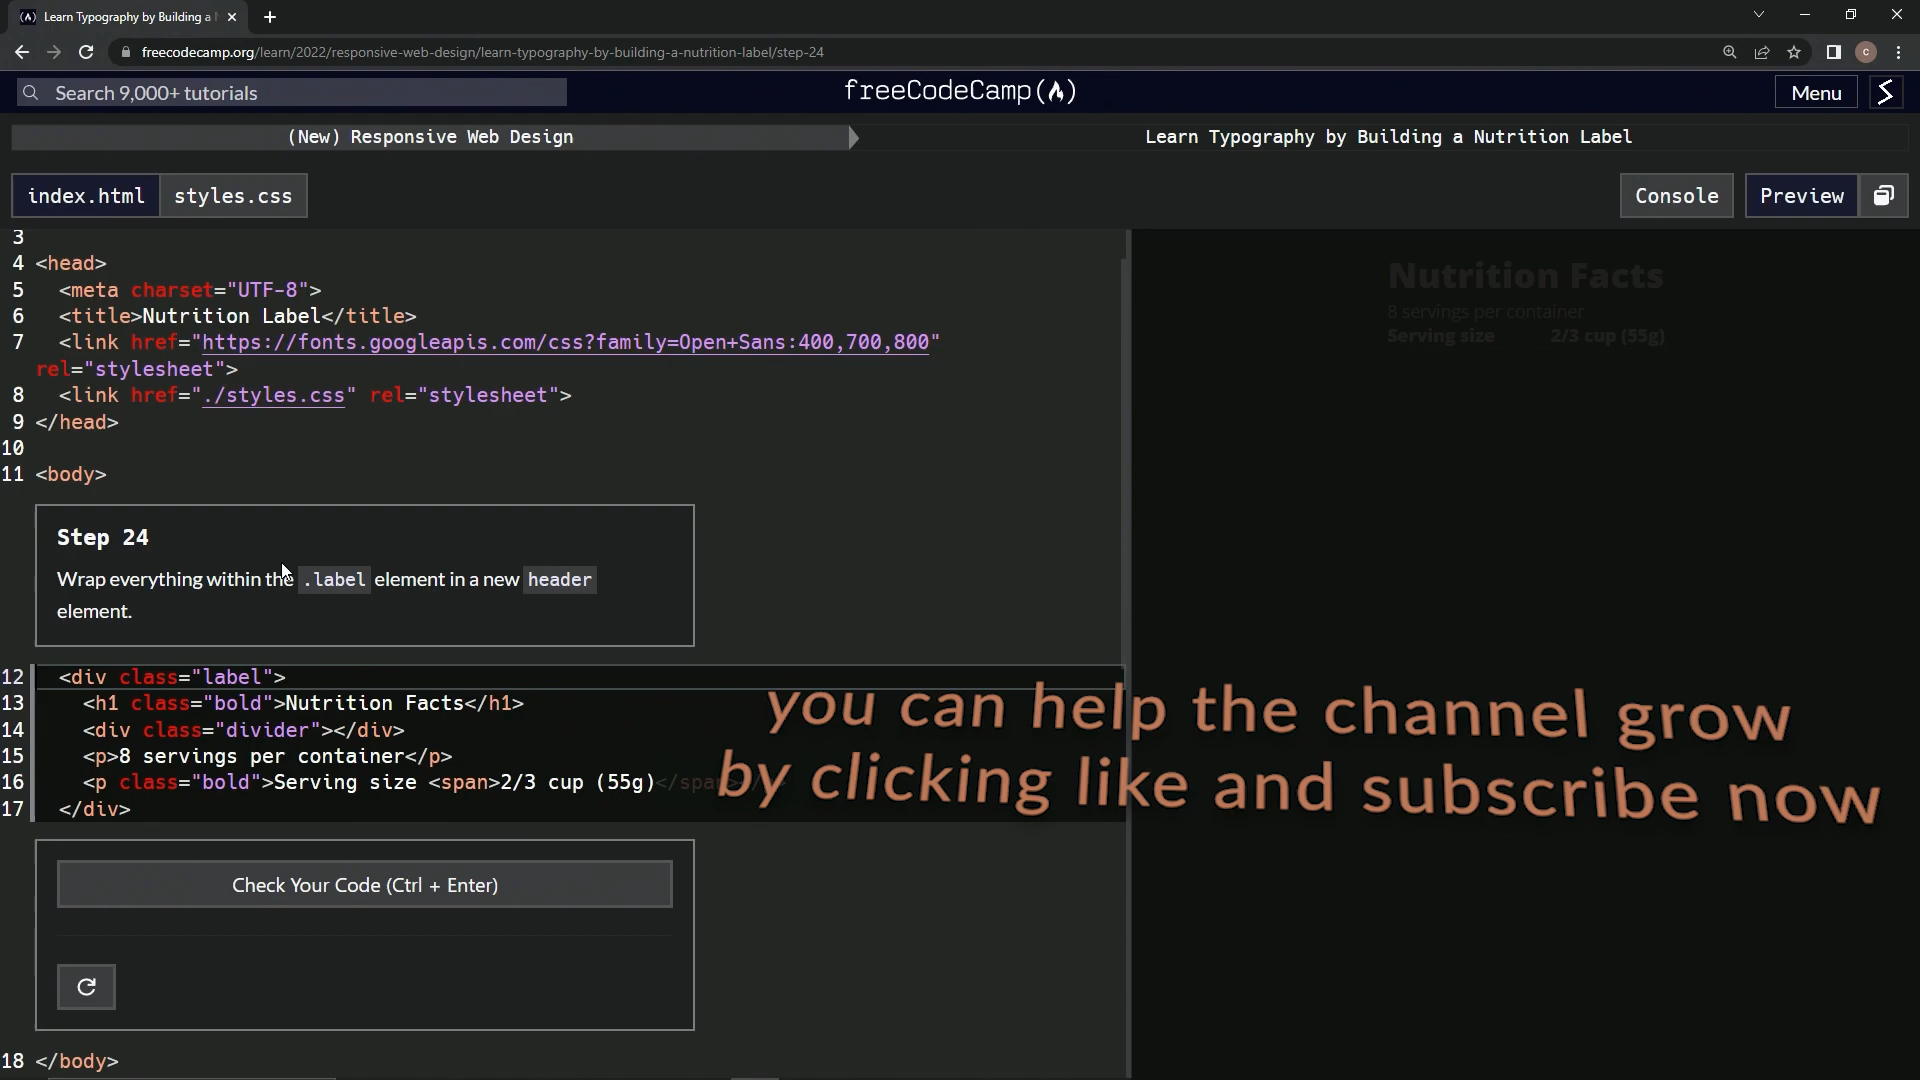 Learn Typography by Building a
freecodecamp.org/learn/2022/responsive-web-design/learn-typography-by-building-a-nutrition-label/step-24
c
Search 9,000+ tutorials
freeCodeCamp
Menu
(New) Responsive Web Design
Learn Typography by Building a Nutrition Label
index.html
styles.css
Console
Preview
3
4 <head>
5 <meta charset="UTF-8">
6 <title>Nutrition Label</title>
7 <link href="https://fonts.googleapis.com/css?family=Open+Sans:400,700,800"
rel="stylesheet">
8 <link href="./styles.css" rel="stylesheet">
9 </head>
10
11 <body>
Step 24
Wrap everything within the .label element in a new header
element.
12 <div class="label">
13 <h1 class="bold">Nutrition Facts</h1>
14 <div class="divider"></div>
15 <p>8 servings per container</p>
16 <p class="bold">Serving size <span>2/3 cup (55g)</span>
17 </div>
Check Your Code (Ctrl + Enter)
18 </body>
Nutrition Facts
8 servings per container
Serving size 2/3 cup (55g)
you can help the channel grow
by clicking like and subscribe now